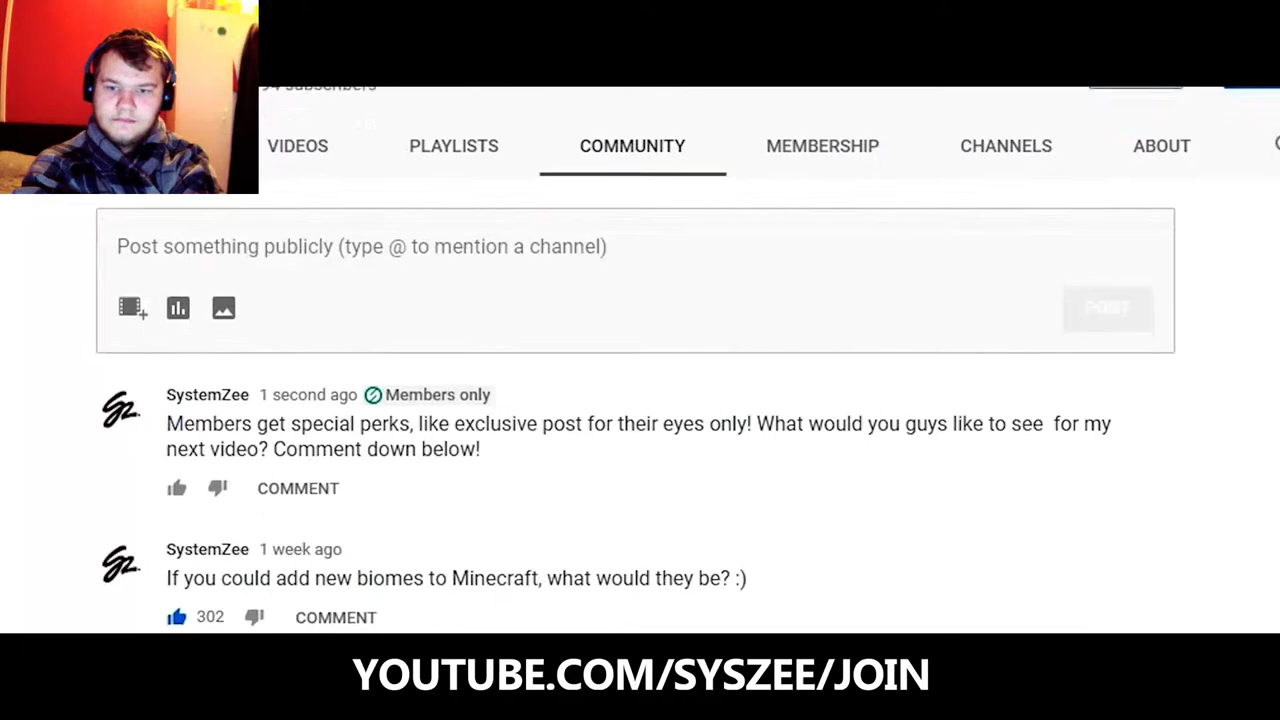 94 subscribers
VIDEOS PLAYLISTS COMMUNITY MEMBERSHIP CHANNELS ABOUT
Post something publicly (type @ to mention a channel)
POST
SystemZee 1 second ago Members only
Members get special perks, like exclusive post for their eyes only! What would you guys like to see for my
next video? Comment down below!
COMMENT
SystemZee 1 week ago
If you could add new biomes to Minecraft, what would they be? :)
302 COMMENT
YOUTUBE.COM/SYSZEE/JOIN